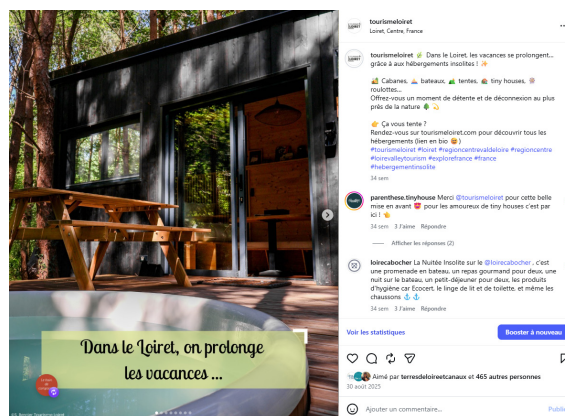 Dans le Loiret, on prolonge
les vacances ...
tourismeloiret
Loiret, Centre, France
tourismeloiret Dans le Loiret, les vacances se prolongent...
grâce à aux hébergements insolites !
Cabanes, bateaux, tentes, tiny houses,
roulottes...
Offrez-vous un moment de détente et de déconnexion au plus
près de la nature
Ça vous tente ?
Rendez-vous sur tourismeloiret.com pour découvrir tous les
hébergements (lien en bio )
#tourismeloiret #loiret #regioncentrevaldeloire #regioncentre
#loirevalleytourism #explorefrance #france
#hebergementinsolite
34 sem
parenthese.tinyhouse Merci @tourismeloiret pour cette belle
mise en avant pour les amoureux de tiny houses c'est par
ici !
34 sem 3 J'aime Répondre
Afficher les réponses (2)
loirecabocher La Nuitée Insolite sur le @loirecabocher , c'est
une promenade en bateau, un repas gourmand pour deux, une
nuit sur le bateau, un petit-déjeuner pour deux, les produits
d'hygiène car Ecocert, le linge de lit et de toilette, et même les
chaussons
34 sem 3 J'aime Répondre
Voir les statistiques
Booster à nouveau
Aimé par terresdeloireetcanaux et 465 autres personnes
30 août 2025
Ajouter un commentaire...
Publier